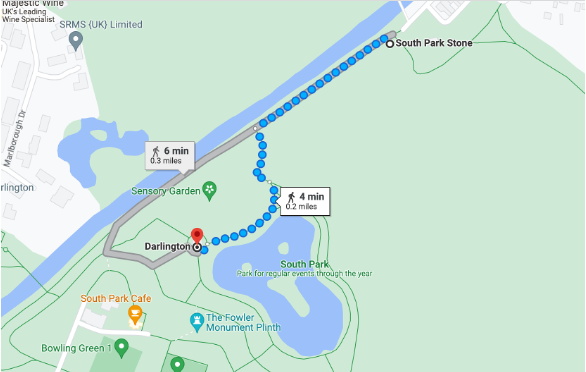 Majestic Wine
UK's Leading
Wine Specialist
SRMS (UK) Limited
South Park Stone
Marlborough Dr
6 min
0.3 miles
rlington
Sensory Garden
4 min
0.2 miles
Darlington
South Park
Park for regular events through the year
South Park Cafe
The Fowler
Monument Plinth
Bowling Green 1